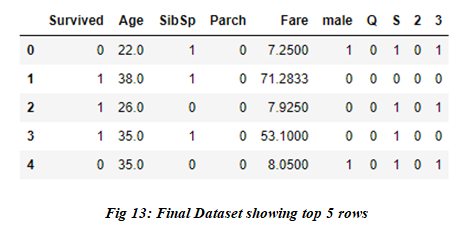 Survived Age SibSp Parch Fare male Q S 2 3
0 0 22.0 1 0 7.2500 1 0 1 0 1
1 1 38.0 1 0 71.2833 0 0 0 0 0
2 1 26.0 0 0 7.9250 0 0 1 0 1
3 1 35.0 1 0 53.1000 0 0 1 0 0
4 0 35.0 0 0 8.0500 1 0 1 0 1
Fig 13: Final Dataset showing top 5 rows